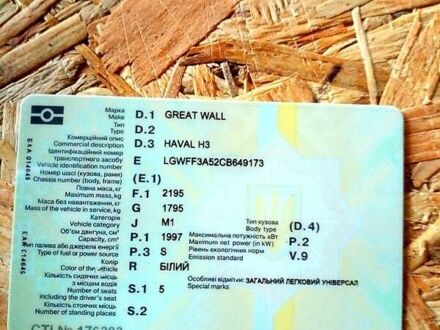 Марка D.1 GREAT WALL
Make
Тип D.2
Type
Комерційний опис D.3 HAVAL H3
Commercial description
Ідентифікаційний номер
транспортного засобу E LGWFF3A52CB649173
Vehicle identification number
Номер шасі (кузова, рами) (E.1)
Chassis number (body, frame)
Повна маса, кг F.1 2195
Maximum mass, kg
Маса без навантаження, кг G 1795
Mass of the vehicle in service, kg
Категорія J M1 Тип кузова (D.4)
Vehicle category Body type
Об'єм двигуна, см³ P.1 1997 Максимальна потужність кВт P.2
Capacity, cm³ Maximum net power (in kW)
Тип палива або джерела енергії P.3 S Рівень екологічних норм V.9
Type of fuel or power source Emission standard
Колір R БІЛИЙ
Color of the vehicle
Кількість сидячих місць Особливі відмітки: ЗАГАЛЬНИЙ ЛЕГКОВИЙ УНІВЕРСАЛ
з місцем водія S.1 5 Special marks
Number of seats
including the driver's seat
Кількість стоячих місць S.2
Number of standing
БКА 014645